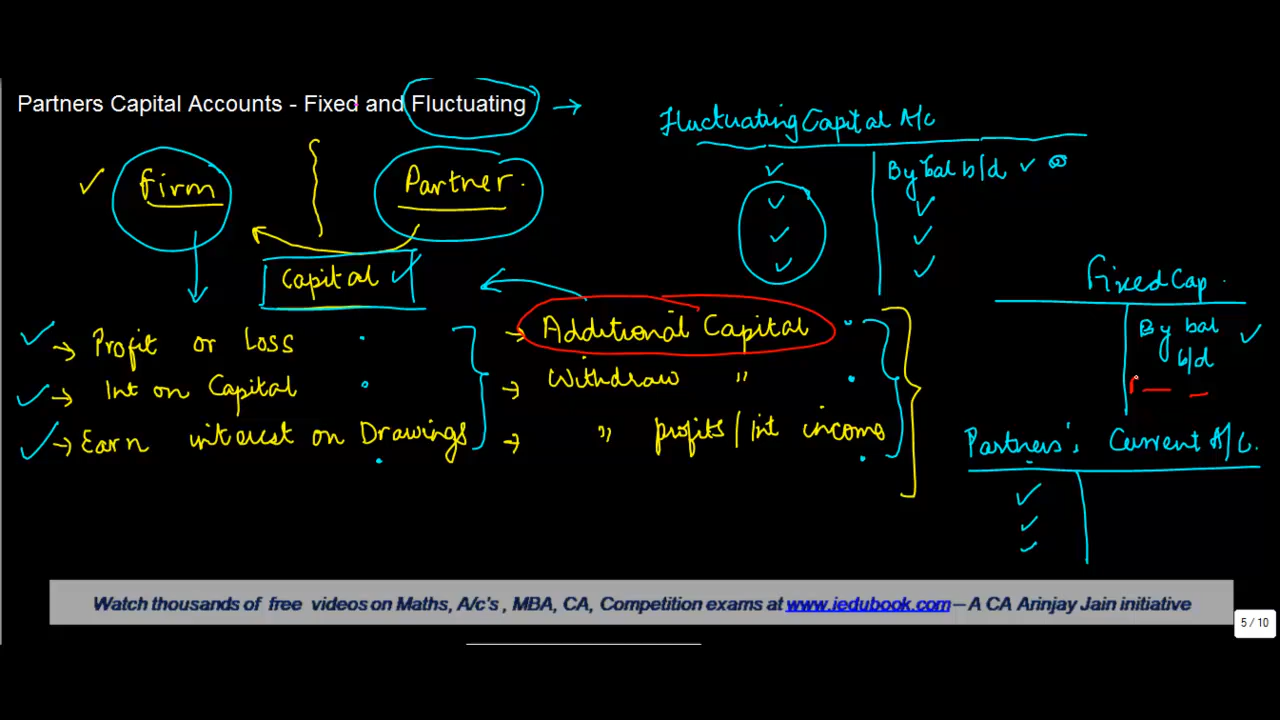 Partners Capital Accounts - Fixed and Fluctuating
Fluctuating Capital A/c
By bal b/d
Firm
Partner.
Capital
Fixed Cap.
By bal
b/d
→ Profit or Loss
→ Int on Capital
→ Earn interest on Drawings
→ Additional Capital
→ Withdraw "
→ " profits/Int income
Partners'; Current A/c.
Watch thousands of free videos on Maths, A/c's , MBA, CA, Competition exams at www.iedubook.com – A CA Arinjay Jain initiative
5 / 10